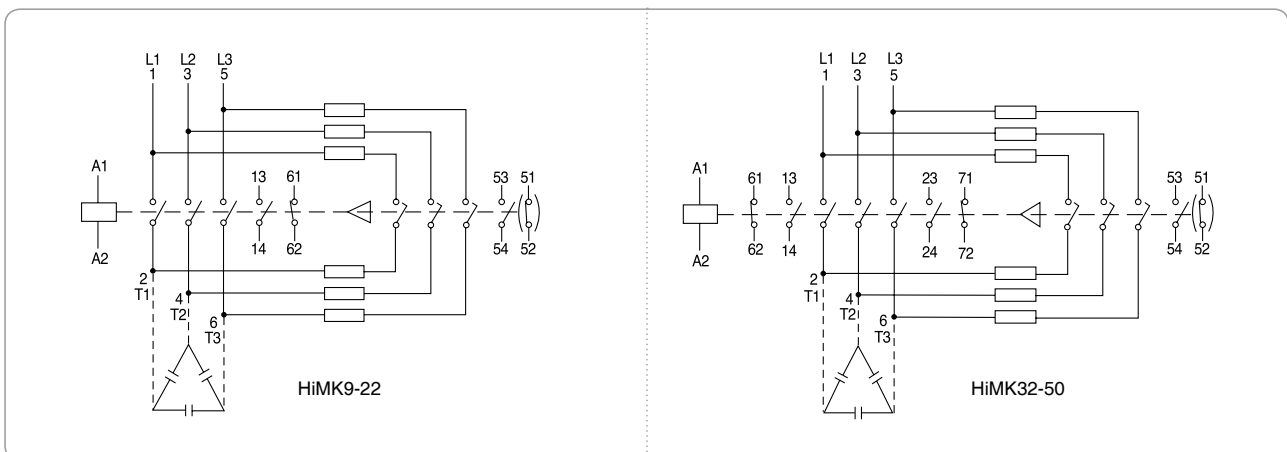 L1 L2 L3
1 3 5
A1
13 61
53 51
14 62
54 52
A2
2
T1
4
T2
6
T3
HiMK9-22
L1 L2 L3
1 3 5
A1
61 13
23 71
53 51
62 14
24 72
54 52
A2
2
T1
4
T2
6
T3
HiMK32-50